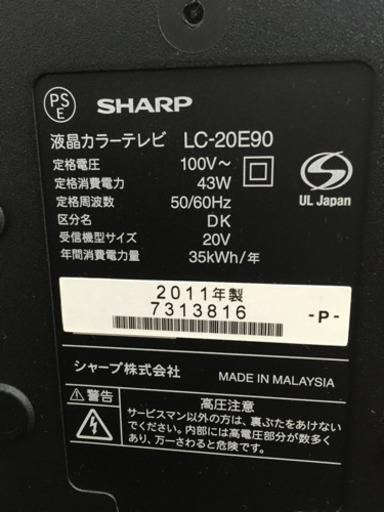 PS
E
SHARP
液晶カラーテレビ LC-20E90
定格電圧 100V～
定格消費電力 43W
定格周波数 50/60Hz
区分名 DK
受信機型サイズ 20V
年間消費電力量 35kWh/年
UL Japan
2011年製
7313816
-P-
シャープ株式会社 MADE IN MALAYSIA
⚠警告 高圧注意
サービスマン以外の方は、裏ぶたをあけないで
ください。内部には高電圧部分が数多く
あり、万一さわると危険です。